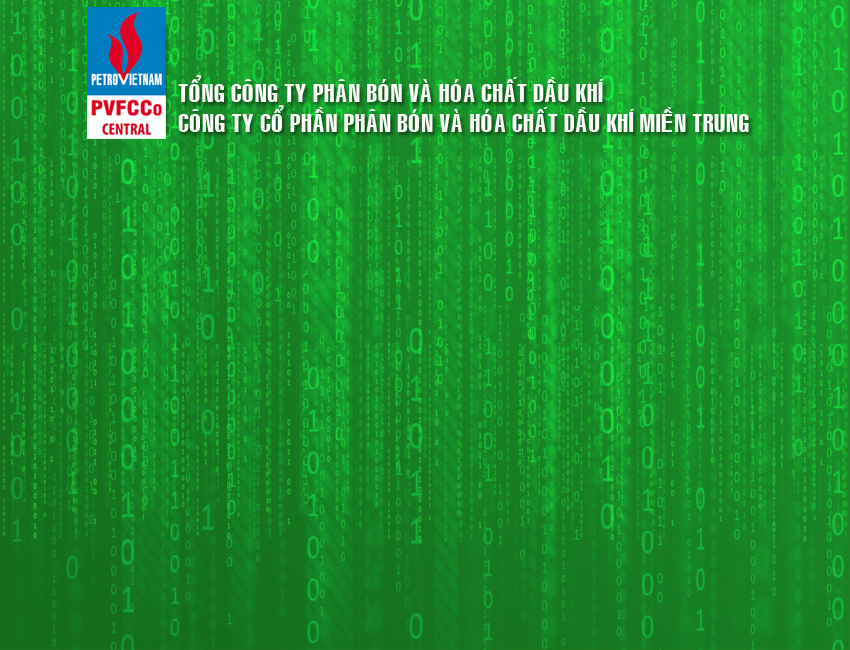 PETROVIETNAM
PVFCCo
CENTRAL
TỔNG CÔNG TY PHÂN BÓN VÀ HÓA CHẤT DẦU KHÍ
CÔNG TY CỔ PHẦN PHÂN BÓN VÀ HÓA CHẤT DẦU KHÍ MIỀN TRUNG